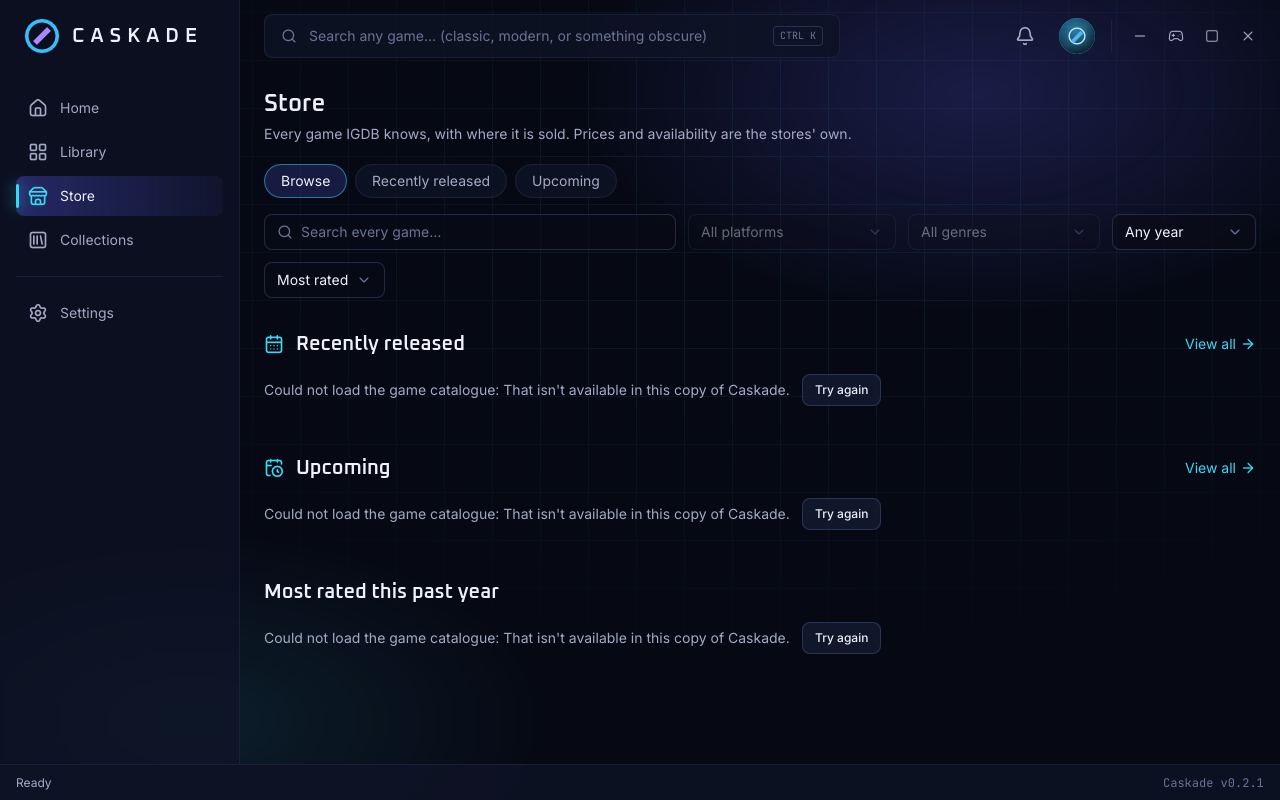 CASKADE
Search any game... (classic, modern, or something obscure)
CTRL K
Home
Library
Store
Collections
Settings
Store
Every game IGDB knows, with where it is sold. Prices and availability are the stores' own.
Browse
Recently released
Upcoming
Search every game...
All platforms
All genres
Any year
Most rated
Recently released
View all
Could not load the game catalogue: That isn't available in this copy of Caskade.
Try again
Upcoming
View all
Could not load the game catalogue: That isn't available in this copy of Caskade.
Try again
Most rated this past year
Could not load the game catalogue: That isn't available in this copy of Caskade.
Try again
Ready
Caskade v0.2.1